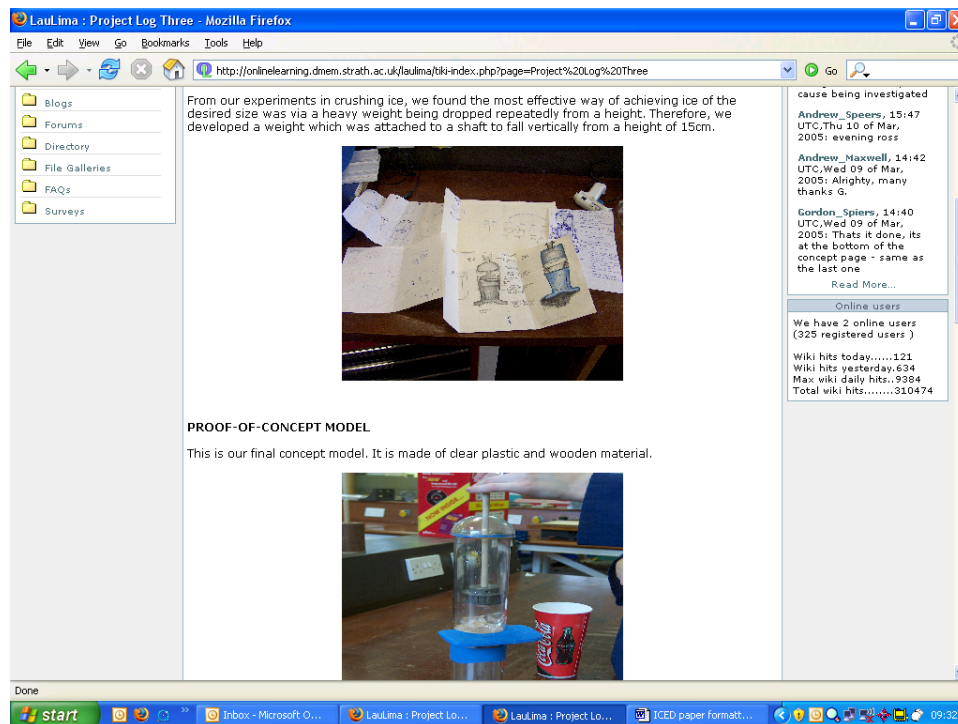 LauLima : Project Log Three - Mozilla Firefox
File Edit View Go Bookmarks Tools Help
http://onlinelearning.dmem.strath.ac.uk/laulima/tiki-index.php?page=Project%20Log%20Three
Go
Blogs
Forums
Directory
File Galleries
FAQs
Surveys
From our experiments in crushing ice, we found the most effective way of achieving ice of the
desired size was via a heavy weight being dropped repeatedly from a height. Therefore, we
developed a weight which was attached to a shaft to fall vertically from a height of 15cm.
PROOF-OF-CONCEPT MODEL
This is our final concept model. It is made of clear plastic and wooden material.
NOW INSIDE...
Coca-Cola
cause being investigated
Andrew_Speers, 15:47
UTC,Thu 10 of Mar,
2005: evening ross
Andrew_Maxwell, 14:42
UTC,Wed 09 of Mar,
2005: Alrighty, many
thanks G.
Gordon_Spiers, 14:40
UTC,Wed 09 of Mar,
2005: Thats it done, its
at the bottom of the
concept page - same as
the last one
Read More...
Online users
We have 2 online users
(325 registered users )
Wiki hits today......121
Wiki hits yesterday.634
Max wiki daily hits..9384
Total wiki hits........310474
Done
start
Inbox - Microsoft O...
LauLima : Project Lo...
LauLima : Project Lo...
ICED paper formatt...
09:32